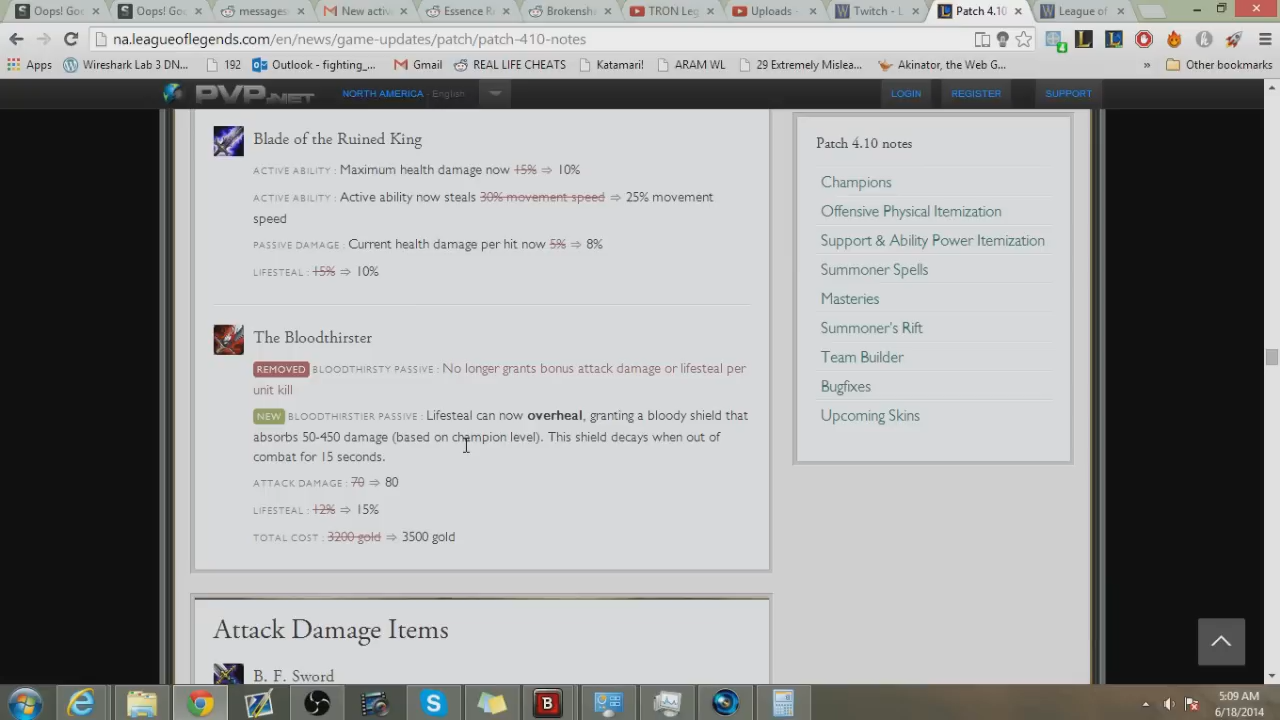 Oops! Goo
Oops! Goo
messages
New activ
Essence R
Brokensha
TRON Leg
Uploads -
Twitch - L
Patch 4.10
League of
na.leagueoflegends.com/en/news/game-updates/patch/patch-410-notes
Apps
Wireshark Lab 3 DN...
192
Outlook - fighting_...
Gmail
REAL LIFE CHEATS
Katamari!
ARAM WL
29 Extremely Mislea...
Akinator, the Web G...
»
Other bookmarks
PVP.NET
NORTH AMERICA - English
LOGIN
REGISTER
SUPPORT
Blade of the Ruined King
ACTIVE ABILITY : Maximum health damage now 15% ⇒ 10%
ACTIVE ABILITY : Active ability now steals 30% movement speed ⇒ 25% movement
speed
PASSIVE DAMAGE : Current health damage per hit now 5% ⇒ 8%
LIFESTEAL : 15% ⇒ 10%
The Bloodthirster
REMOVED BLOODTHIRSTY PASSIVE : No longer grants bonus attack damage or lifesteal per
unit kill
NEW BLOODTHIRSTIER PASSIVE : Lifesteal can now overheal, granting a bloody shield that
absorbs 50-450 damage (based on champion level). This shield decays when out of
combat for 15 seconds.
ATTACK DAMAGE : 70 ⇒ 80
LIFESTEAL : 12% ⇒ 15%
TOTAL COST : 3200 gold ⇒ 3500 gold
Attack Damage Items
B. F. Sword
Patch 4.10 notes
Champions
Offensive Physical Itemization
Support & Ability Power Itemization
Summoner Spells
Masteries
Summoner's Rift
Team Builder
Bugfixes
Upcoming Skins
5:09 AM
6/18/2014